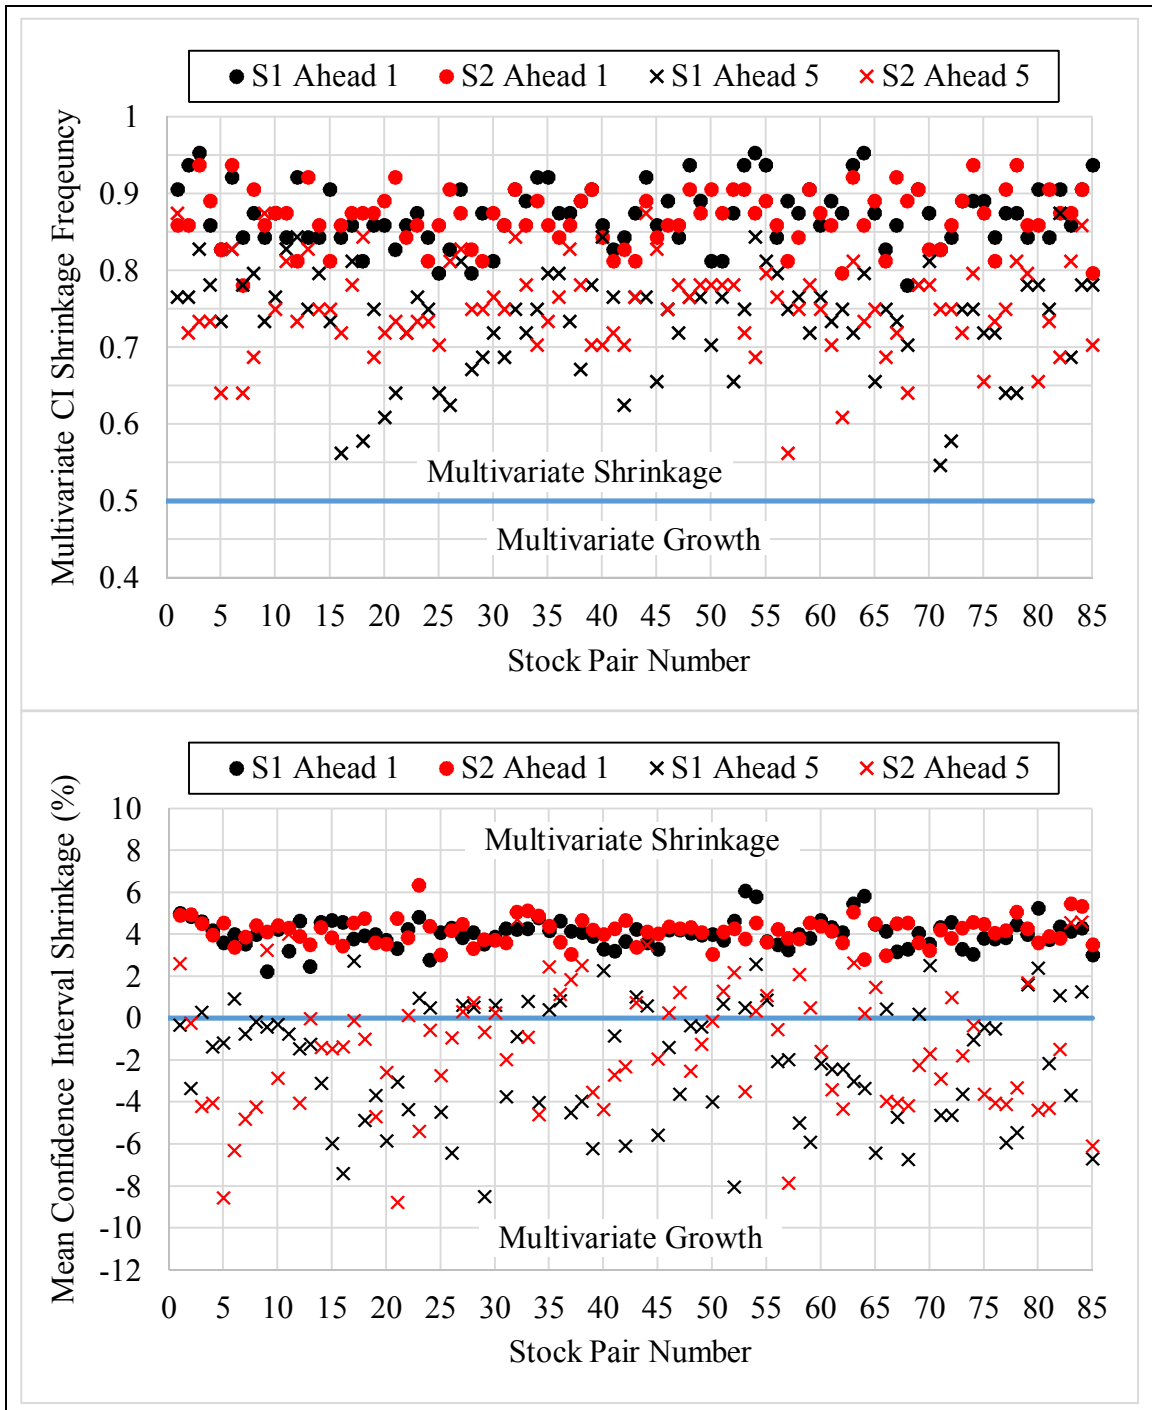 S1 Ahead 1 S2 Ahead 1 S1 Ahead 5 S2 Ahead 5
Multivariate CI Shrinkage Freqeuncy
1
0.9
0.8
0.7
0.6
0.5
0.4
Multivariate Shrinkage
Multivariate Growth
0 5 10 15 20 25 30 35 40 45 50 55 60 65 70 75 80 85
Stock Pair Number
S1 Ahead 1 S2 Ahead 1 S1 Ahead 5 S2 Ahead 5
Mean Confidence Interval Shrinkage (%)
10
8
6
4
2
0
-2
-4
-6
-8
-10
-12
Multivariate Shrinkage
Multivariate Growth
0 5 10 15 20 25 30 35 40 45 50 55 60 65 70 75 80 85
Stock Pair Number